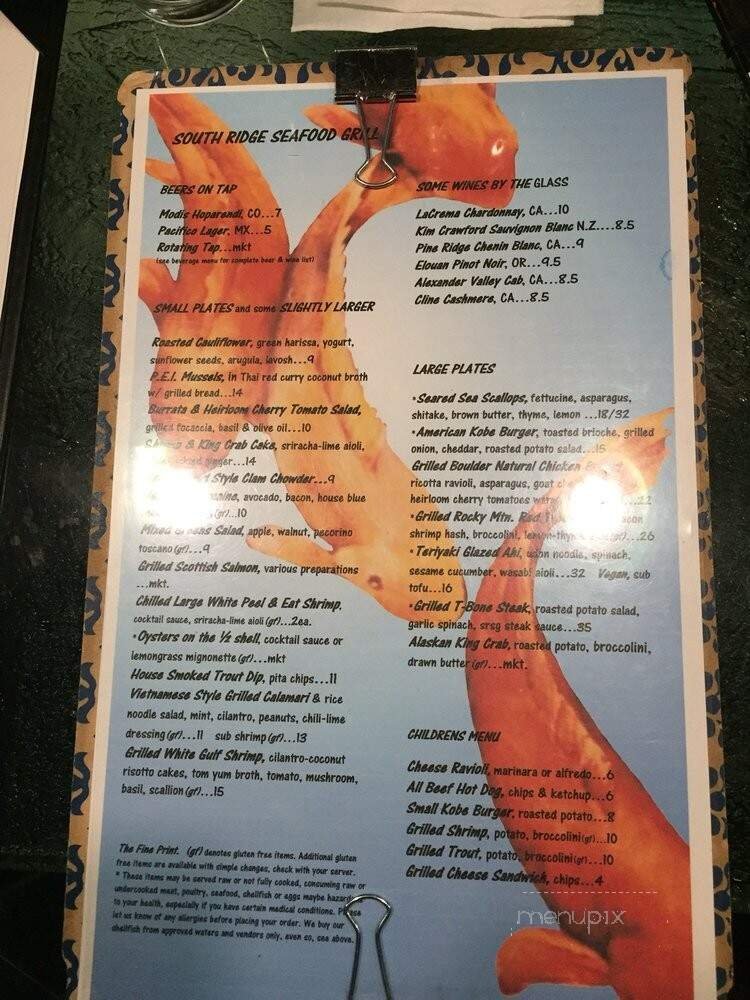 SOUTH RIDGE SEAFOOD GRILL
BEERS ON TAP
Modis Hoparendi, CO...7
Pacifico Lager, MX...5
Rotating Tap...mkt
(see beverage menu for complete beer & wine list)
SMALL PLATES and some SLIGHTLY LARGER
Roasted Cauliflower, green harissa, yogurt,
sunflower seeds, arugula, lavosh...9
P.E.I. Mussels, in Thai red curry coconut broth
w/ grilled bread...14
Burrata & Heirloom Cherry Tomato Salad,
grilled focaccia, basil & olive oil...10
Shrimp & King Crab Cake, sriracha-lime aioli,
ginger...14
Style Clam Chowder...9
avocado, bacon, house blue
(gf)...10
Mixed Greens Salad, apple, walnut, pecorino
toscano (gf)...9
Grilled Scottish Salmon, various preparations
...mkt.
Chilled Large White Peel & Eat Shrimp,
cocktail sauce, sriracha-lime aioli (gf)...2ea.
•Oysters on the ½ shell, cocktail sauce or
lemongrass mignonette (gf)...mkt
House Smoked Trout Dip, pita chips...11
Vietnamese Style Grilled Calamari & rice
noodle salad, mint, cilantro, peanuts, chili-lime
dressing (gf)...11 sub shrimp (gf)...13
Grilled White Gulf Shrimp, cilantro-coconut
risotto cakes, tom yum broth, tomato, mushroom,
basil, scallion (gf)...15
The Fine Print. (gf) denotes gluten free items. Additional gluten
free items are available with simple changes, check with your server.
* These items may be served raw or not fully cooked, consuming raw or
undercooked meat, poultry, seafood, shellfish or eggs maybe hazard
to your health, especially if you have certain medical conditions. Please
let us know of any allergies before placing your order. We buy our
shellfish from approved waters and vendors only, even so, see above.
SOME WINES BY THE GLASS
LaCrema Chardonnay, CA...10
Kim Crawford Sauvignon Blanc N.Z....8.5
Pine Ridge Chenin Blanc, CA...9
Elouan Pinot Noir, OR...9.5
Alexander Valley Cab, CA...8.5
Cline Cashmere, CA...8.5
LARGE PLATES
•Seared Sea Scallops, fettucine, asparagus,
shitake, brown butter, thyme, lemon ...18/32
•American Kobe Burger, toasted brioche, grilled
onion, cheddar, roasted potato salad...15
Grilled Boulder Natural Chicken
ricotta ravioli, asparagus, goat
heirloom cherry tomatoes ...22
•Grilled Rocky Mtn. Red
shrimp hash, broccolini, lemon-thyme (gf)...26
•Teriyaki Glazed Ahi, udon noodle, spinach,
sesame cucumber, wasabi aioli...32 Vegan, sub
tofu...16
•Grilled T-Bone Steak, roasted potato salad,
garlic spinach, srsg steak sauce...35
Alaskan King Crab, roasted potato, broccolini,
drawn butter (gf)...mkt.
CHILDRENS MENU
Cheese Ravioli, marinara or alfredo...6
All Beef Hot Dog, chips & ketchup...6
Small Kobe Burger, roasted potato...8
Grilled Shrimp, potato, broccolini (gf)...10
Grilled Trout, potato, broccolini (gf)...10
Grilled Cheese Sandwich, chips...4
menupix